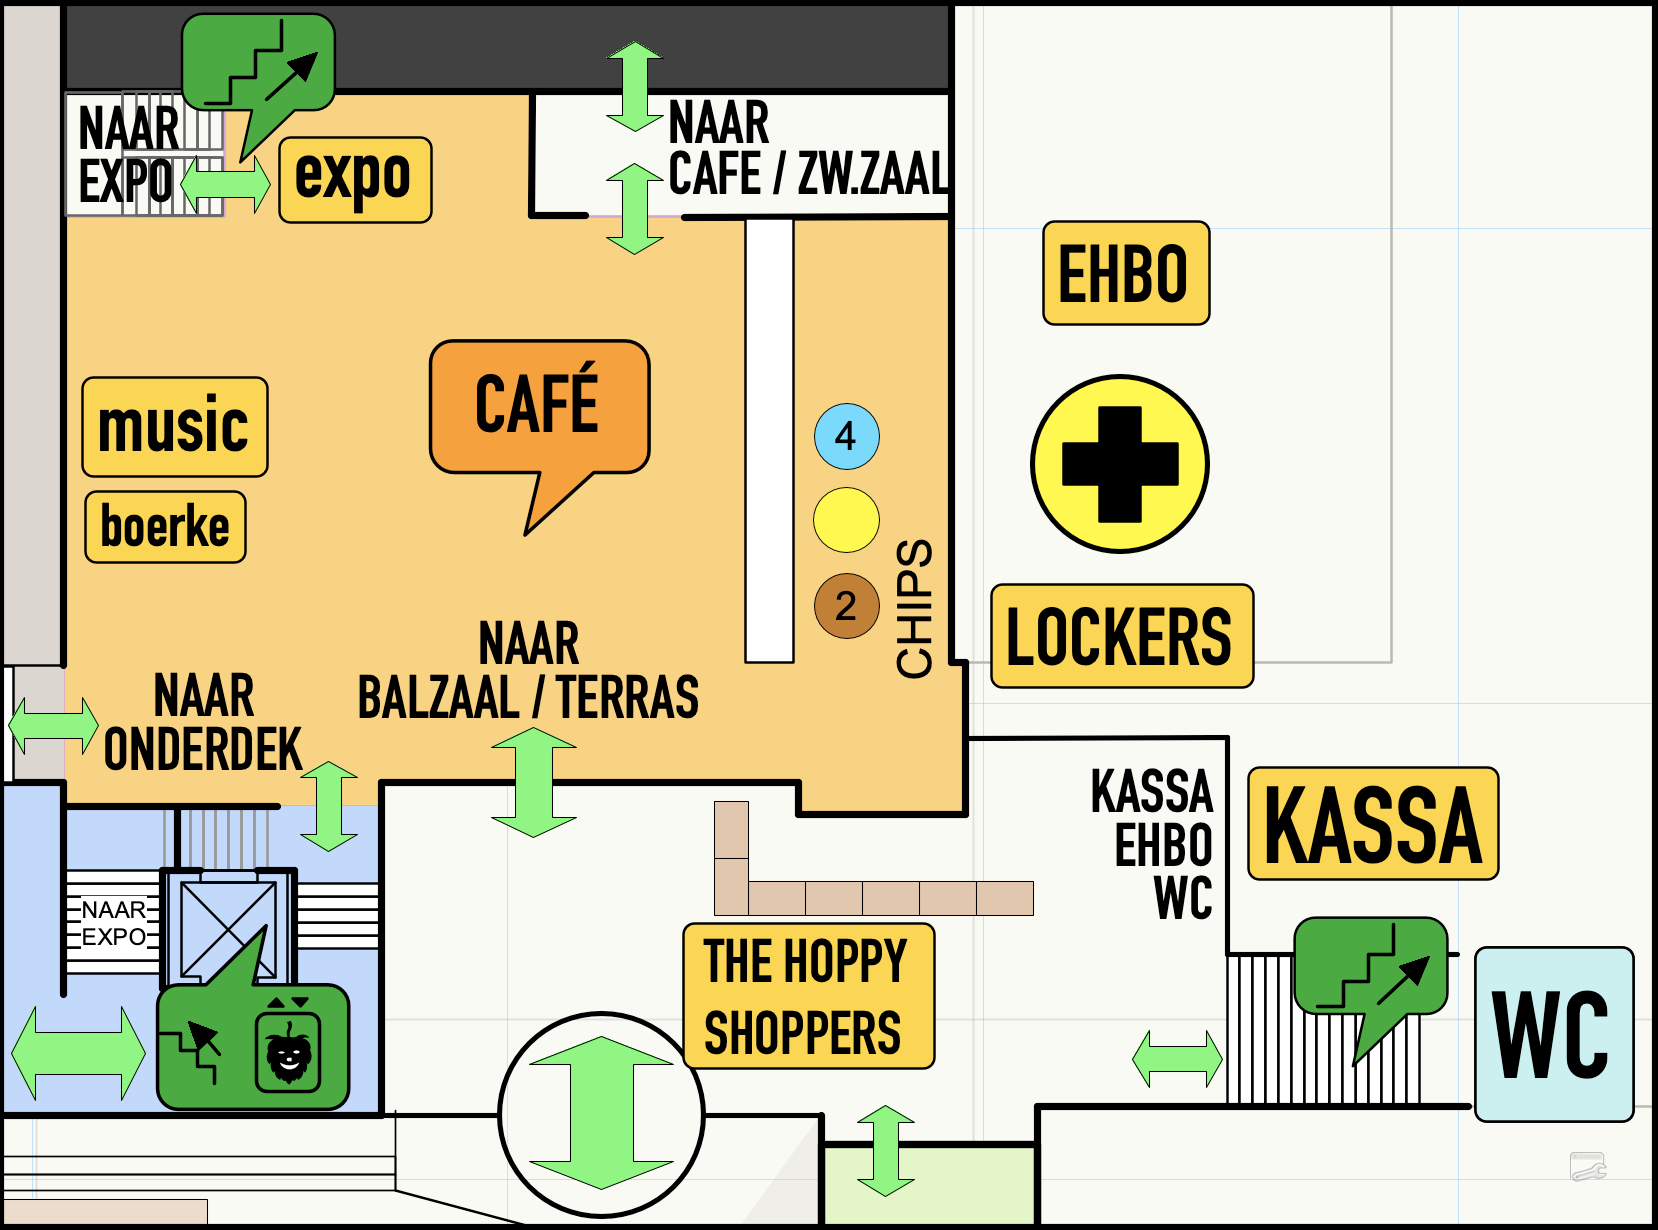 NAAR
EXPO
expo
NAAR
CAFE / ZW.ZAAL
EHBO
CAFÉ
music
boerke
4
2
CHIPS
LOCKERS
NAAR
BALZAAL / TERRAS
NAAR
ONDERDEK
KASSA
EHBO
WC
KASSA
NAAR
EXPO
THE HOPPY
SHOPPERS
WC